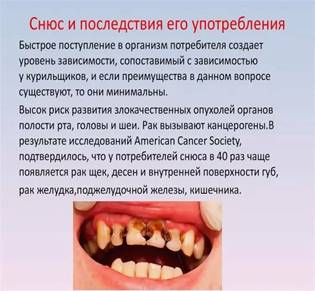 Снюс и последствия его употребления
Быстрое поступление в организм потребителя создает
уровень зависимости, сопоставимый с зависимостью
у курильщиков, и если преимущества в данном вопросе
существуют, то они минимальны.
Высок риск развития злокачественных опухолей органов
полости рта, головы и шеи. Рак вызывают канцерогены.В
результате исследований American Cancer Society,
подтвердилось, что у потребителей снюса в 40 раз чаще
появляется рак щек, десен и внутренней поверхности губ,
рак желудка,поджелудочной железы, кишечника.